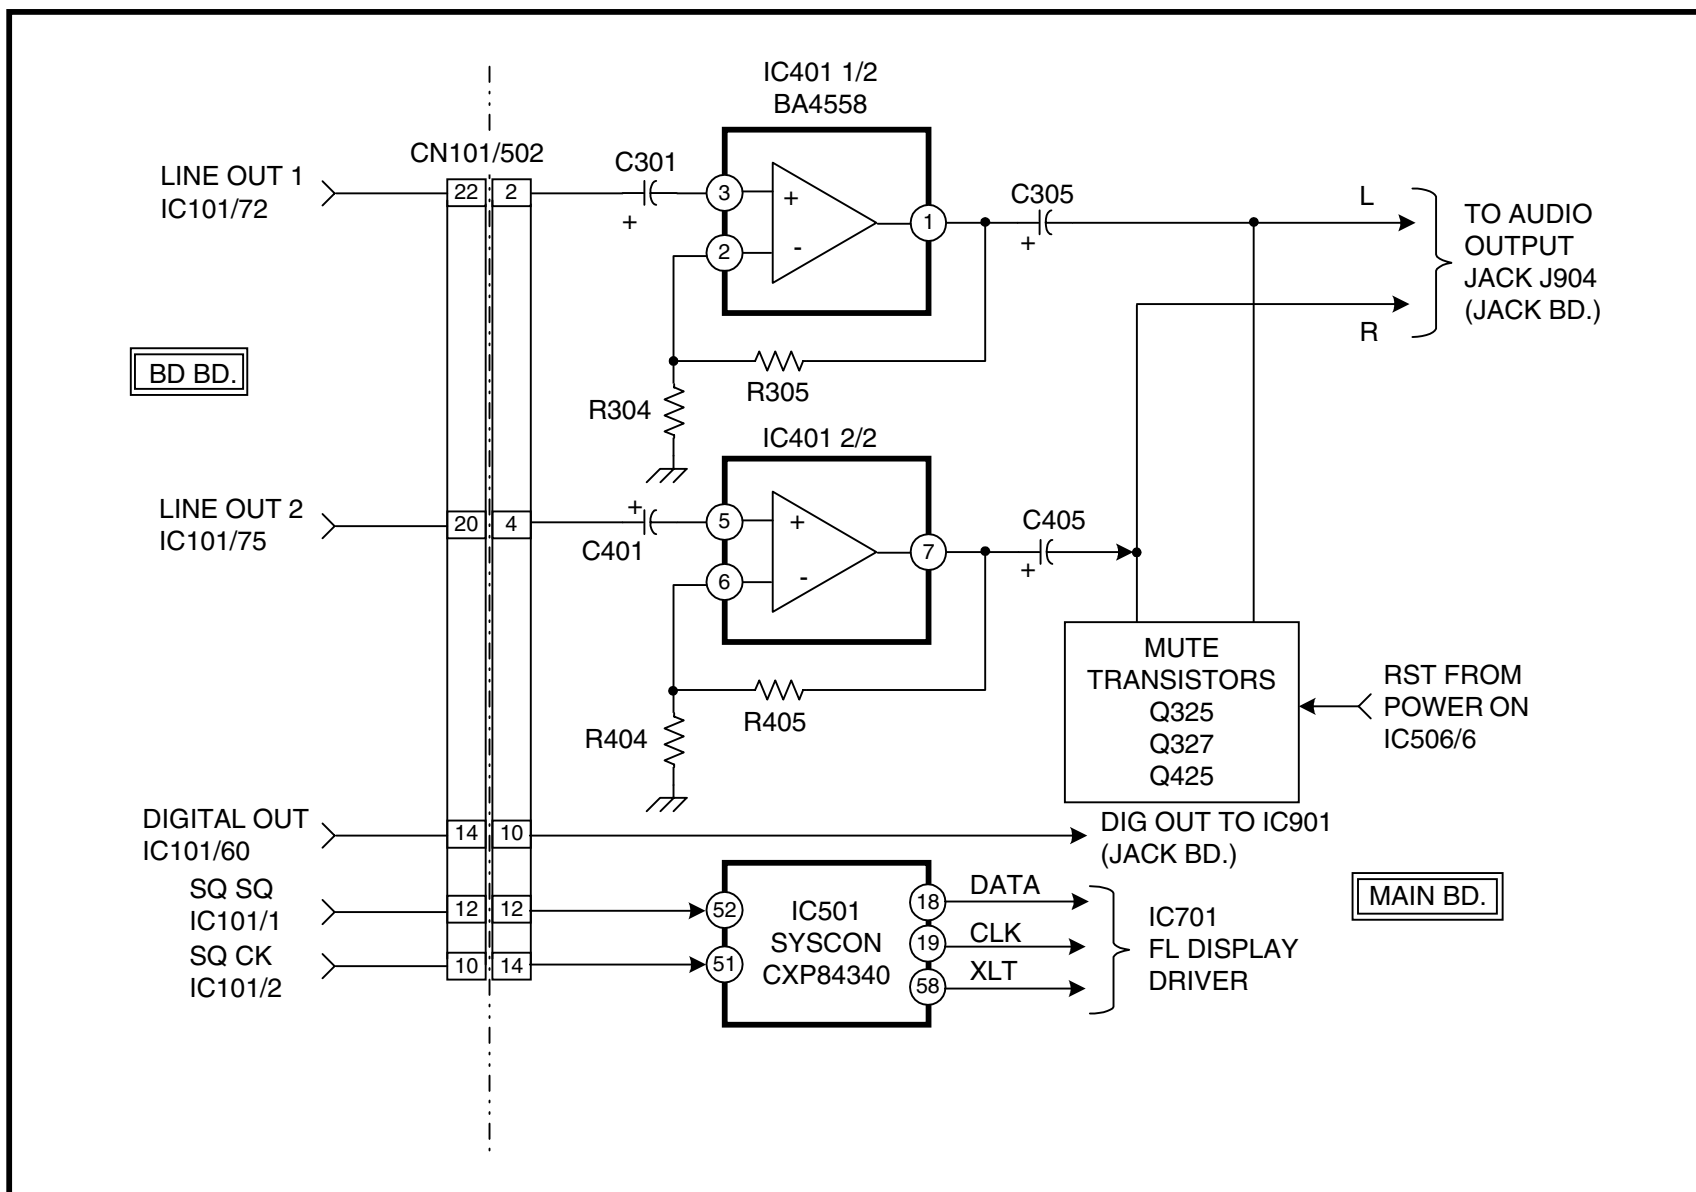 IC401 1/2
BA4558
CN101/502
C301
LINE OUT 1
IC101/72
22
2
+
3
2
+
-
1
C305
+
L
R
TO AUDIO
OUTPUT
JACK J904
(JACK BD.)
BD BD.
R305
R304
IC401 2/2
LINE OUT 2
IC101/75
20
4
+
C401
5
6
+
-
7
C405
+
R405
R404
MUTE
TRANSISTORS
Q325
Q327
Q425
RST FROM
POWER ON
IC506/6
DIGITAL OUT
IC101/60
14
10
DIG OUT TO IC901
(JACK BD.)
SQ SQ
IC101/1
12
12
SQ CK
IC101/2
10
14
52
51
IC501
SYSCON
CXP84340
18
19
58
DATA
CLK
XLT
IC701
FL DISPLAY
DRIVER
MAIN BD.